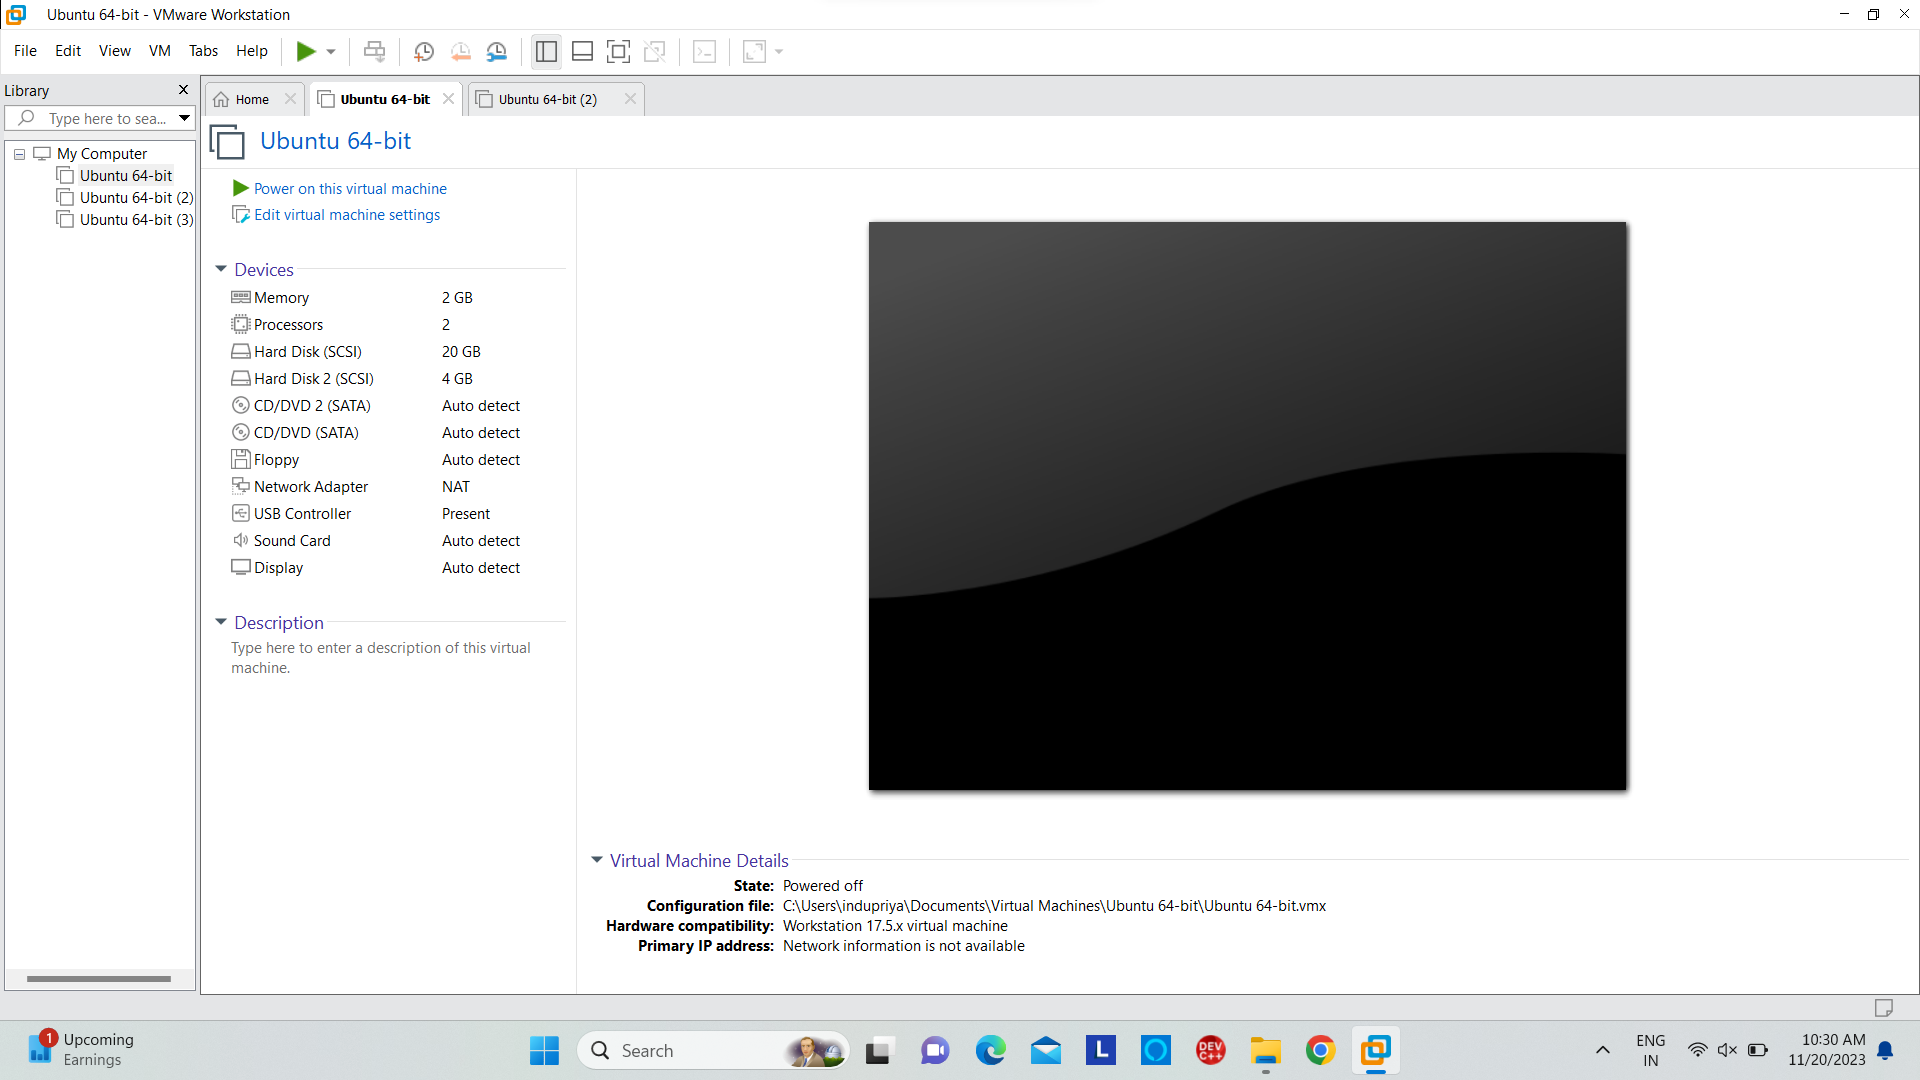 Ubuntu 64-bit - VMware Workstation
File Edit View VM Tabs Help
Library
Type here to sea...
My Computer
Ubuntu 64-bit
Ubuntu 64-bit (2)
Ubuntu 64-bit (3)
Home
Ubuntu 64-bit
Ubuntu 64-bit (2)
Ubuntu 64-bit
Power on this virtual machine
Edit virtual machine settings
Devices
Memory 2 GB
Processors 2
Hard Disk (SCSI) 20 GB
Hard Disk 2 (SCSI) 4 GB
CD/DVD 2 (SATA) Auto detect
CD/DVD (SATA) Auto detect
Floppy Auto detect
Network Adapter NAT
USB Controller Present
Sound Card Auto detect
Display Auto detect
Description
Type here to enter a description of this virtual
machine.
Virtual Machine Details
State: Powered off
Configuration file: C:\Users\indupriya\Documents\Virtual Machines\Ubuntu 64-bit\Ubuntu 64-bit.vmx
Hardware compatibility: Workstation 17.5.x virtual machine
Primary IP address: Network information is not available
1
Upcoming
Earnings
Search
L
DEV
C++
ENG
IN
10:30 AM
11/20/2023